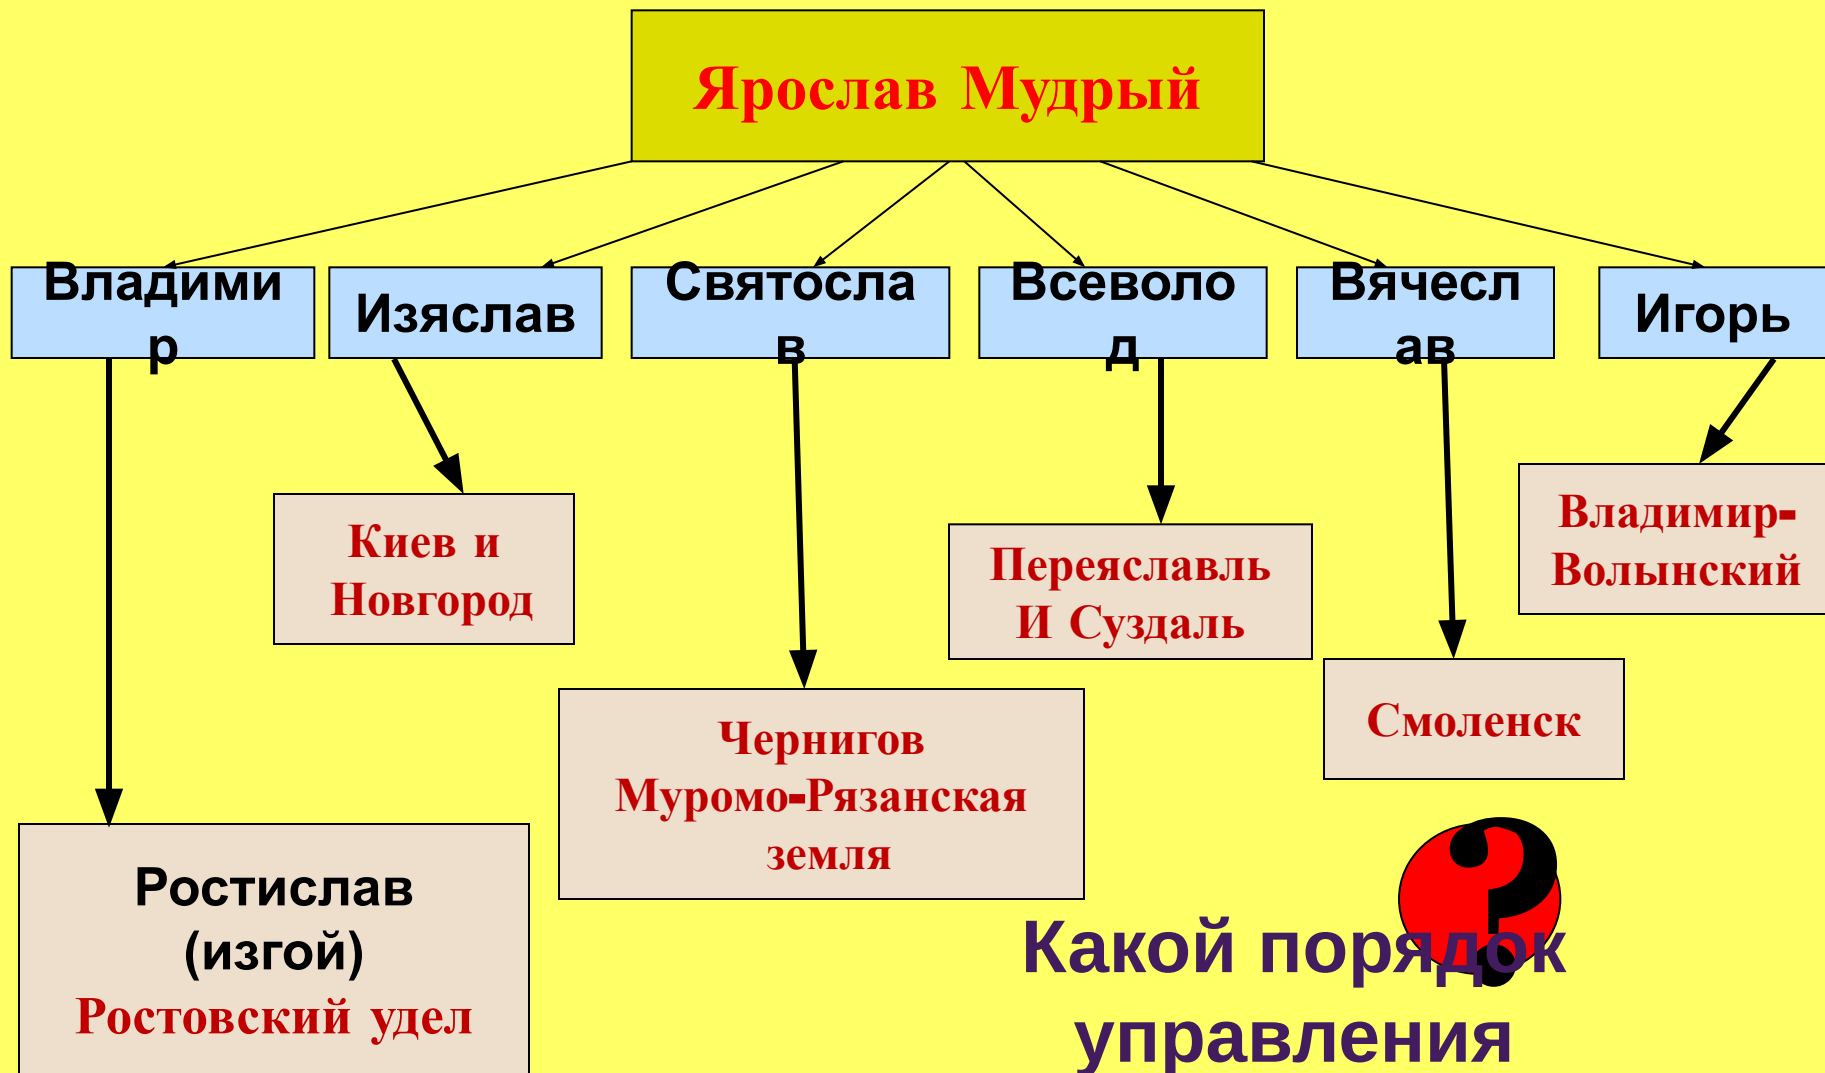 Ярослав Мудрый
Владими
р
Изяслав
Святосла
в
Всеволо
д
Вячесл
ав
Игорь
Киев и
Новгород
Переяславль
И Суздаль
Владимир-
Волынский
Чернигов
Муромо-Рязанская
земля
Смоленск
Ростислав
(изгой)
Ростовский удел
?
Какой порядок
управления